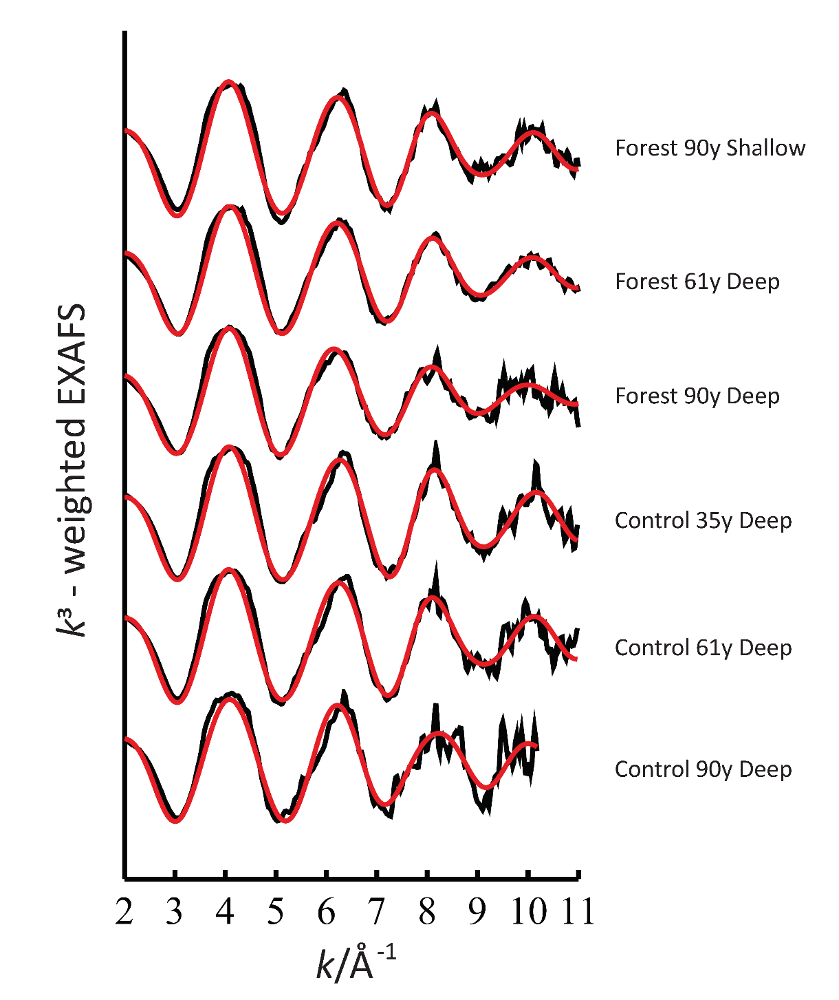 Forest 90y Shallow
Forest 61y Deep
Forest 90y Deep
Control 35y Deep
Control 61y Deep
Control 90y Deep
k³ - weighted EXAFS
2 3 4 5 6 7 8 9 10 11
k/Å⁻¹